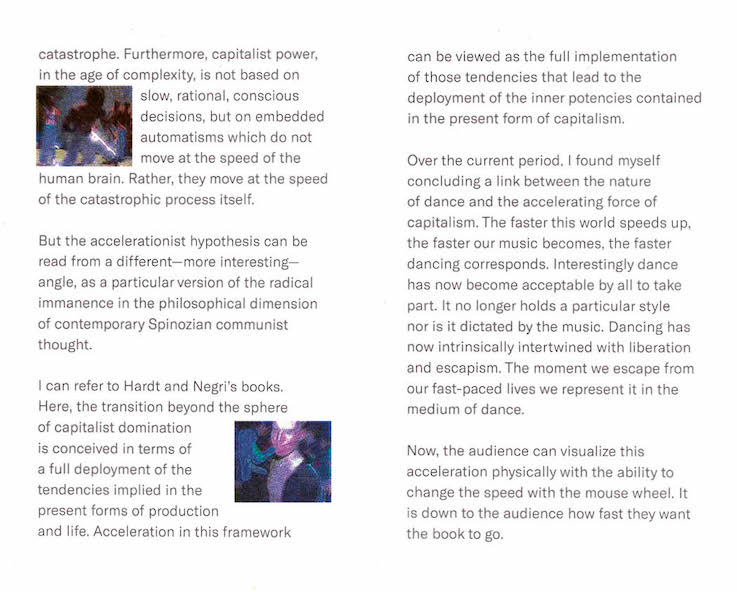 catastrophe. Furthermore, capitalist power,
in the age of complexity, is not based on
slow, rational, conscious
decisions, but on embedded
automatisms which do not
move at the speed of the
human brain. Rather, they move at the speed
of the catastrophic process itself.
But the accelerationist hypothesis can be
read from a different—more interesting—
angle, as a particular version of the radical
immanence in the philosophical dimension
of contemporary Spinozian communist
thought.
I can refer to Hardt and Negri's books.
Here, the transition beyond the sphere
of capitalist domination
is conceived in terms of
a full deployment of the
tendencies implied in the
present forms of production
and life. Acceleration in this framework
can be viewed as the full implementation
of those tendencies that lead to the
deployment of the inner potencies contained
in the present form of capitalism.
Over the current period, I found myself
concluding a link between the nature
of dance and the accelerating force of
capitalism. The faster this world speeds up,
the faster our music becomes, the faster
dancing corresponds. Interestingly dance
has now become acceptable by all to take
part. It no longer holds a particular style
nor is it dictated by the music. Dancing has
now intrinsically intertwined with liberation
and escapism. The moment we escape from
our fast-paced lives we represent it in the
medium of dance.
Now, the audience can visualize this
acceleration physically with the ability to
change the speed with the mouse wheel. It
is down to the audience how fast they want
the book to go.